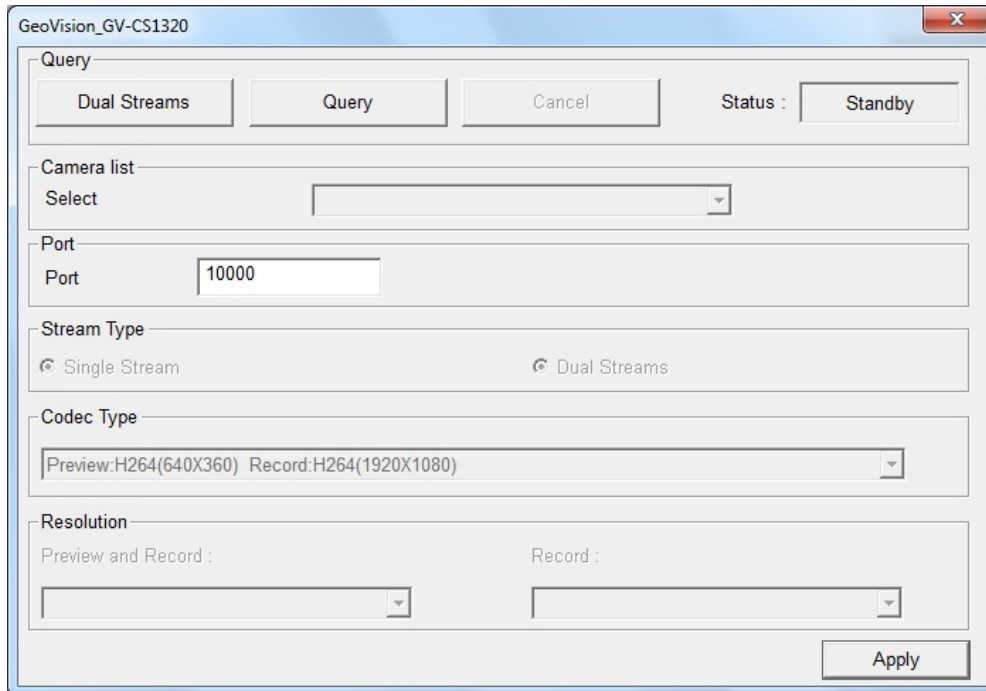 GeoVision_GV-CS1320
Query
Dual Streams Query Cancel Status : Standby
Camera list
Select
Port
Port 10000
Stream Type
Single Stream Dual Streams
Codec Type
Preview:H264(640X360) Record:H264(1920X1080)
Resolution
Preview and Record : Record :
Apply